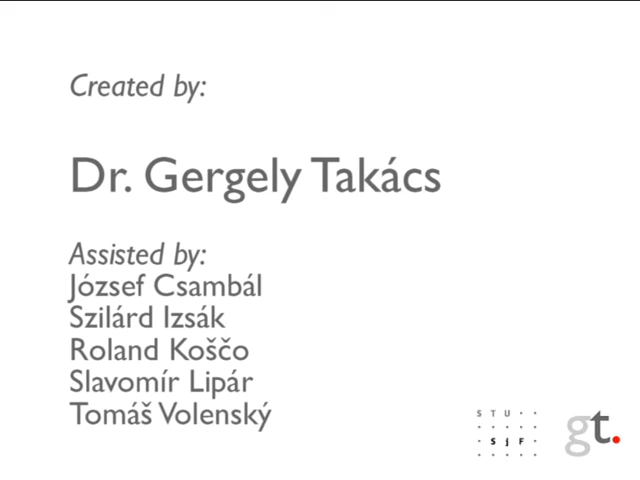 Created by:
Dr. Gergely Takács
Assisted by:
József Csambál
Szilárd Izsák
Roland Koščo
Slavomír Lipár
Tomáš Volenský
S T U
S j F
gt.